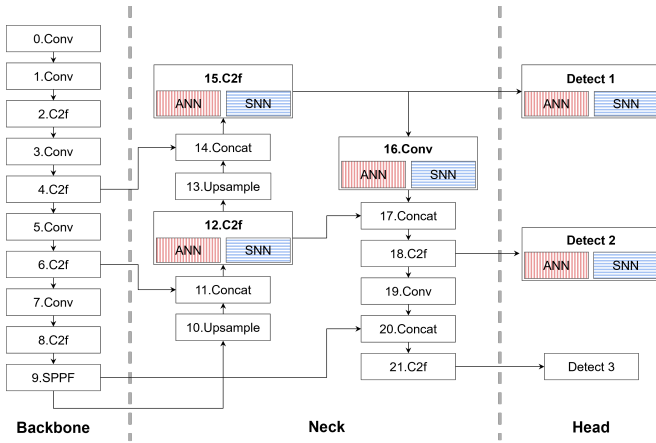 0.Conv
1.Conv
2.C2f
3.Conv
4.C2f
5.Conv
6.C2f
7.Conv
8.C2f
9.SPPF
Backbone
15.C2f
ANN SNN
14.Concat
13.Upsample
12.C2f
ANN SNN
11.Concat
10.Upsample
16.Conv
ANN SNN
17.Concat
18.C2f
19.Conv
20.Concat
21.C2f
Neck
Detect 1
ANN SNN
Detect 2
ANN SNN
Detect 3
Head